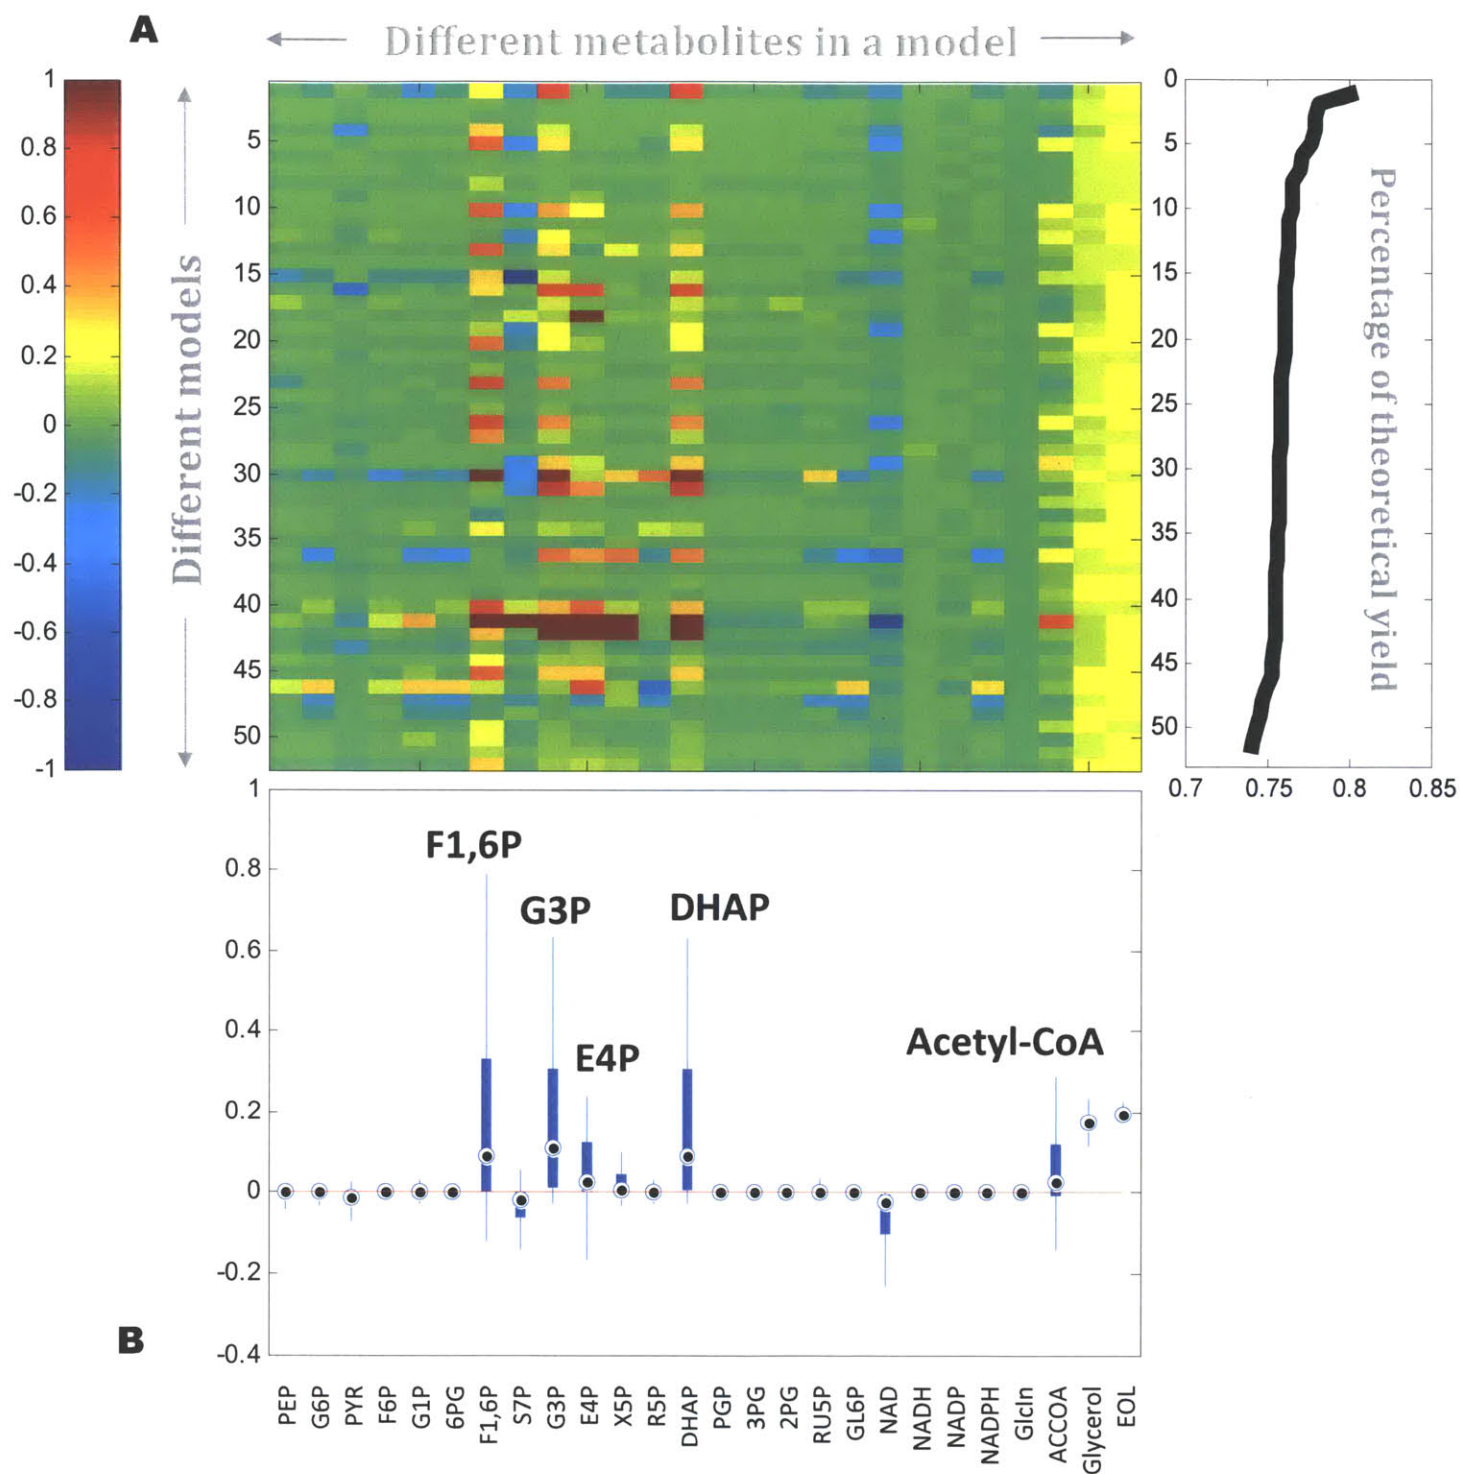 A
Different metabolites in a model
1
0.8
0.6
0.4
0.2
0
-0.2
-0.4
-0.6
-0.8
-1
Different models
5
10
15
20
25
30
35
40
45
50
0
5
10
15
20
25
30
35
40
45
50
0.7
0.75
0.8
0.85
Percentage of theoretical yield
B
1
0.8
0.6
0.4
0.2
0
-0.2
-0.4
F1,6P
G3P
E4P
DHAP
Acetyl-CoA
PEP
G6P
PYR
F6P
G1P
6PG
F1,6P
S7P
G3P
E4P
X5P
R5P
DHAP
PGP
3PG
2PG
RU5P
GL6P
NAD
NADH
NADP
NADPH
Glcln
ACCOA
Glycerol
EOL